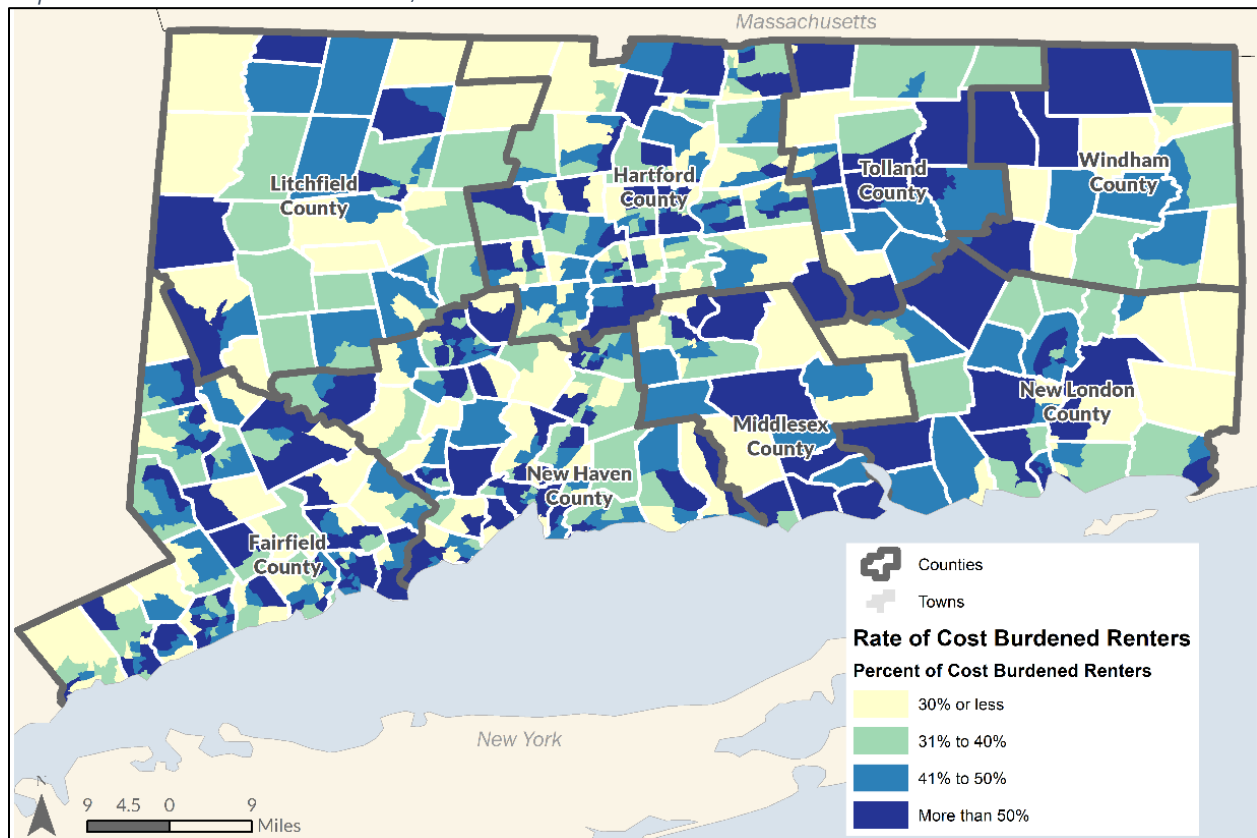 Massachusetts
Litchfield
County
Hartford
County
Tolland
County
Windham
County
Middlesex
County
New London
County
New Haven
County
Fairfield
County
New York
Counties
Towns
Rate of Cost Burdened Renters
Percent of Cost Burdened Renters
30% or less
31% to 40%
41% to 50%
More than 50%
N
9 4.5 0 9
Miles